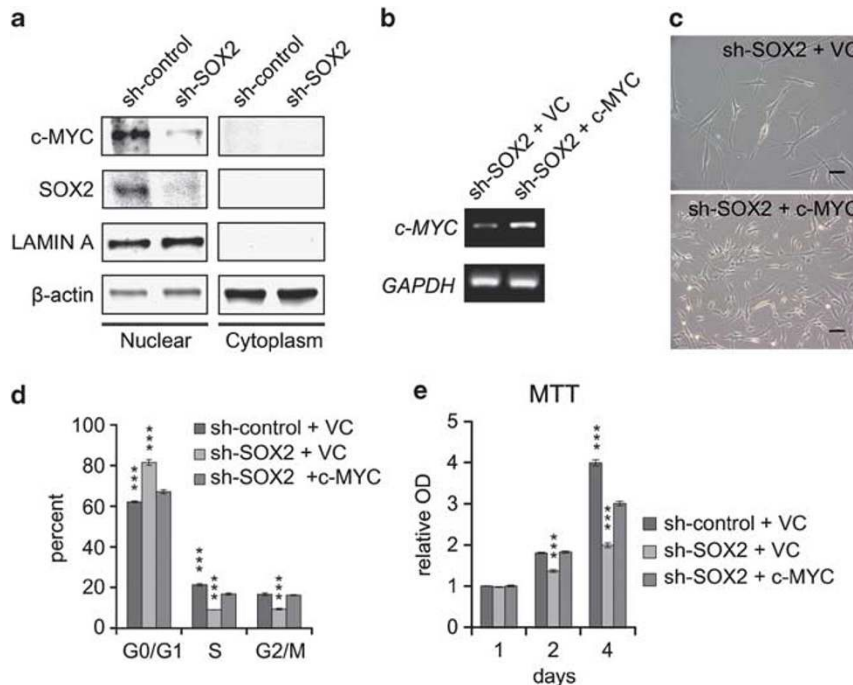 a
sh-control
sh-SOX2
sh-control
sh-SOX2
c-MYC
SOX2
LAMIN A
β-actin
Nuclear
Cytoplasm
b
sh-SOX2 + VC
sh-SOX2 + c-MYC
c-MYC
GAPDH
c
sh-SOX2 + VC
sh-SOX2 + c-MYC
d
100
80
60
40
20
0
percent
***
***
***
***
***
sh-control + VC
sh-SOX2 + VC
sh-SOX2 +c-MYC
G0/G1
S
G2/M
e
MTT
5
4
3
2
1
0
relative OD
***
***
***
1
2
4
days
sh-control + VC
sh-SOX2 + VC
sh-SOX2 + c-MYC